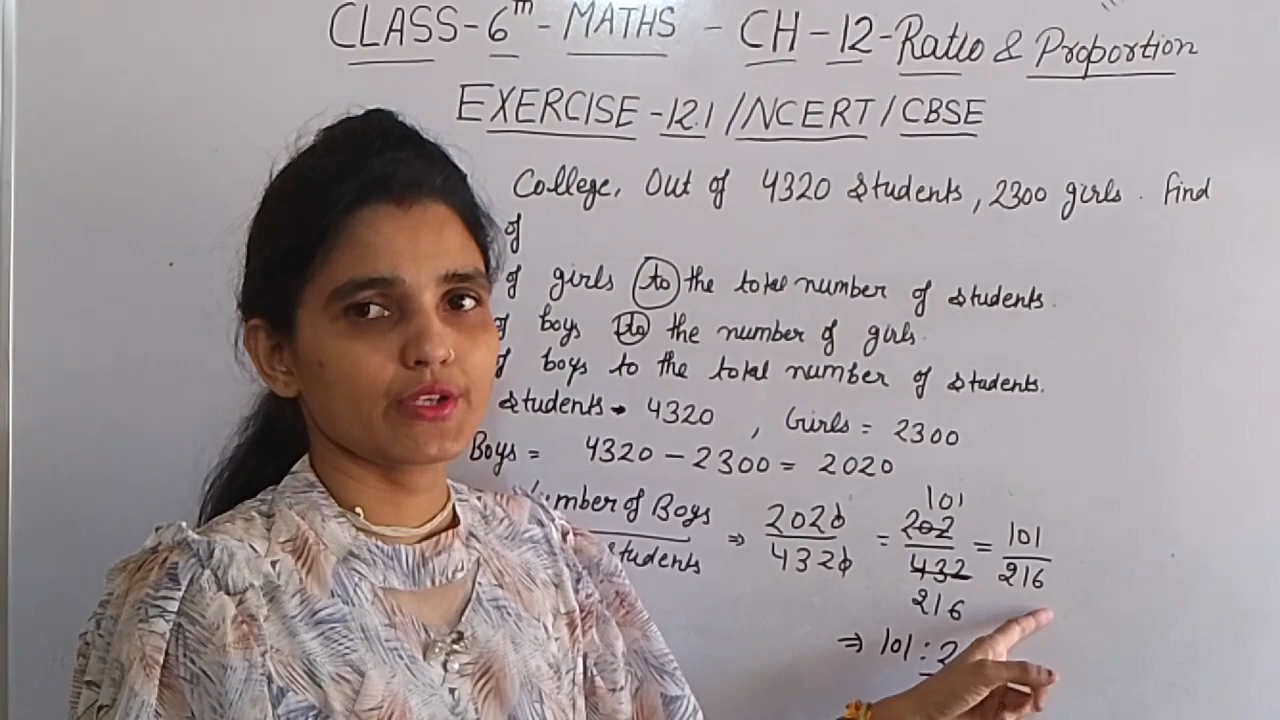 CLASS-6th-MATHS - CH-12-Ratio & Proportion
EXERCISE-12.1/NCERT/CBSE
College, Out of 4320 Students, 2300 girls. Find
of
of girls to the total number of students.
of boys to the number of girls.
of boys to the total number of students.
Students → 4320, Girls = 2300
Boys = 4320 - 2300 = 2020
Number of Boys ⇒ 2020 = 202 = 101
Students 4320 432 216
101
216
⇒ 101:2